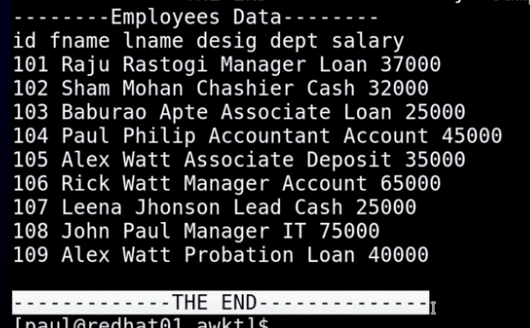 --------Employees Data--------
id fname lname desig dept salary
101 Raju Rastogi Manager Loan 37000
102 Sham Mohan Chashier Cash 32000
103 Baburao Apte Associate Loan 25000
104 Paul Philip Accountant Account 45000
105 Alex Watt Associate Deposit 35000
106 Rick Watt Manager Account 65000
107 Leena Jhonson Lead Cash 25000
108 John Paul Manager IT 75000
109 Alex Watt Probation Loan 40000
-------------THE END--------------
[paul@redhat01 awkt]$